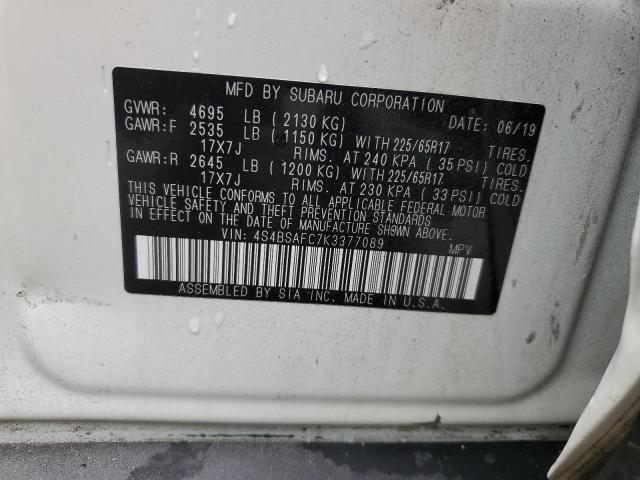 MFD BY SUBARU CORPORATION
GVWR: 4695 LB (2130 KG) DATE: 06/19
GAWR: F 2535 LB (1150 KG) WITH 225/65R17 TIRES.
17X7J RIMS. AT 240 KPA (35 PSI) COLD
GAWR: R 2645 LB (1200 KG) WITH 225/65R17 TIRES.
17X7J RIMS. AT 230 KPA (33 PSI) COLD
THIS VEHICLE CONFORMS TO ALL APPLICABLE FEDERAL MOTOR
VEHICLE SAFETY AND THEFT PREVENTION STANDARDS
IN EFFECT ON THE DATE OF MANUFACTURE SHOWN ABOVE.
VIN: 4S4BSAFC7K3377089 MPV
ASSEMBLED BY SIA INC. MADE IN U.S.A.